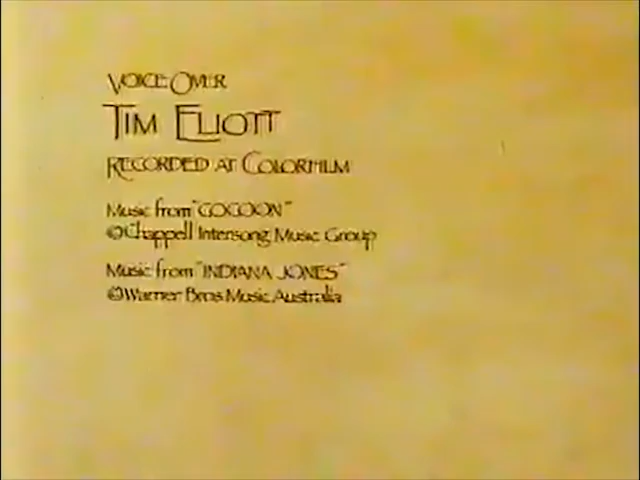 VOICE OVER
TIM ELIOTT
RECORDED AT COLORFILM
Music from "COCOON"
©Chappell Intersong Music Group
Music from "INDIANA JONES"
©Warner Bros Music Australia